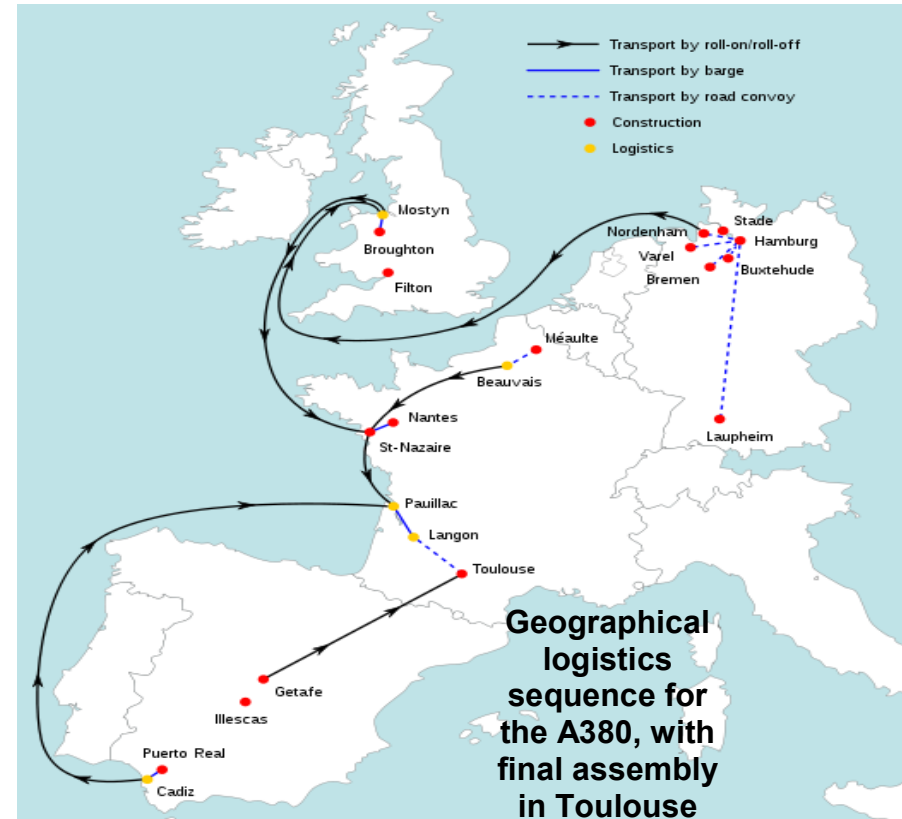 Transport by roll-on/roll-off
Transport by barge
Transport by road convoy
Construction
Logistics
Mostyn
Broughton
Filton
Stade
Nordenham
Hamburg
Varel
Buxtehude
Bremen
Méaulte
Beauvais
Nantes
St-Nazaire
Laupheim
Pauillac
Langon
Toulouse
Getafe
Illescas
Puerto Real
Cadiz
Geographical
logistics
sequence for
the A380, with
final assembly
in Toulouse